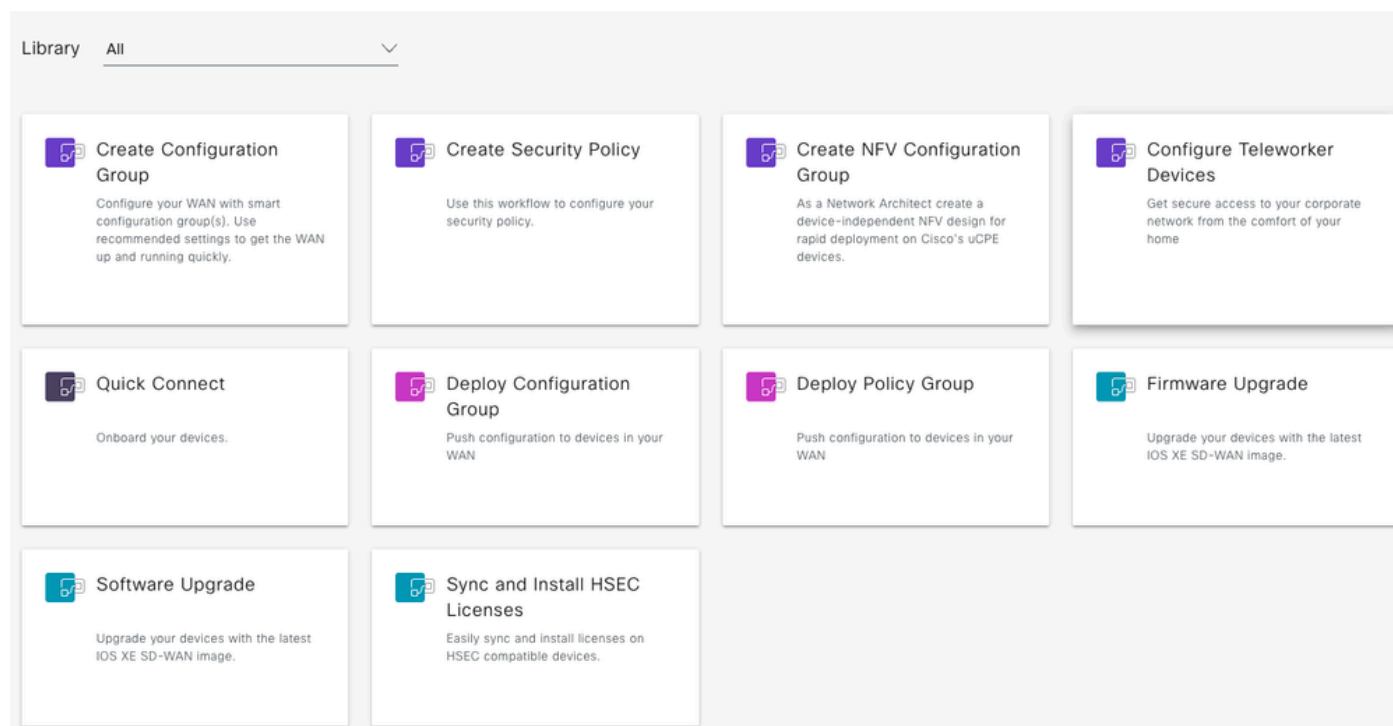 Library All
Create Configuration
Group
Configure your WAN with smart
configuration group(s). Use
recommended settings to get the WAN
up and running quickly.
Create Security Policy
Use this workflow to configure your
security policy.
Create NFV Configuration
Group
As a Network Architect create a
device-independent NFV design for
rapid deployment on Cisco's uCPE
devices.
Configure Teleworker
Devices
Get secure access to your corporate
network from the comfort of your
home
Quick Connect
Onboard your devices.
Deploy Configuration
Group
Push configuration to devices in your
WAN
Deploy Policy Group
Push configuration to devices in your
WAN
Firmware Upgrade
Upgrade your devices with the latest
IOS XE SD-WAN image.
Software Upgrade
Upgrade your devices with the latest
IOS XE SD-WAN image.
Sync and Install HSEC
Licenses
Easily sync and install licenses on
HSEC compatible devices.